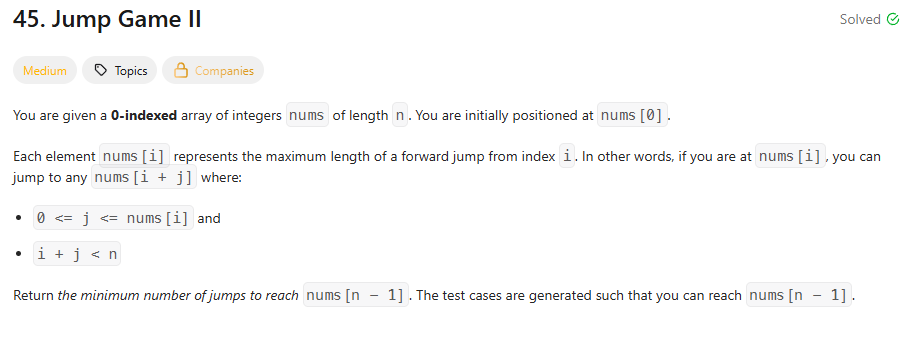 45. Jump Game II
Solved
Medium Topics Companies
You are given a 0-indexed array of integers nums of length n. You are initially positioned at nums[0].
Each element nums[i] represents the maximum length of a forward jump from index i. In other words, if you are at nums[i], you can
jump to any nums[i + j] where:
• 0 <= j <= nums[i] and
• i + j < n
Return the minimum number of jumps to reach nums[n - 1]. The test cases are generated such that you can reach nums[n - 1].